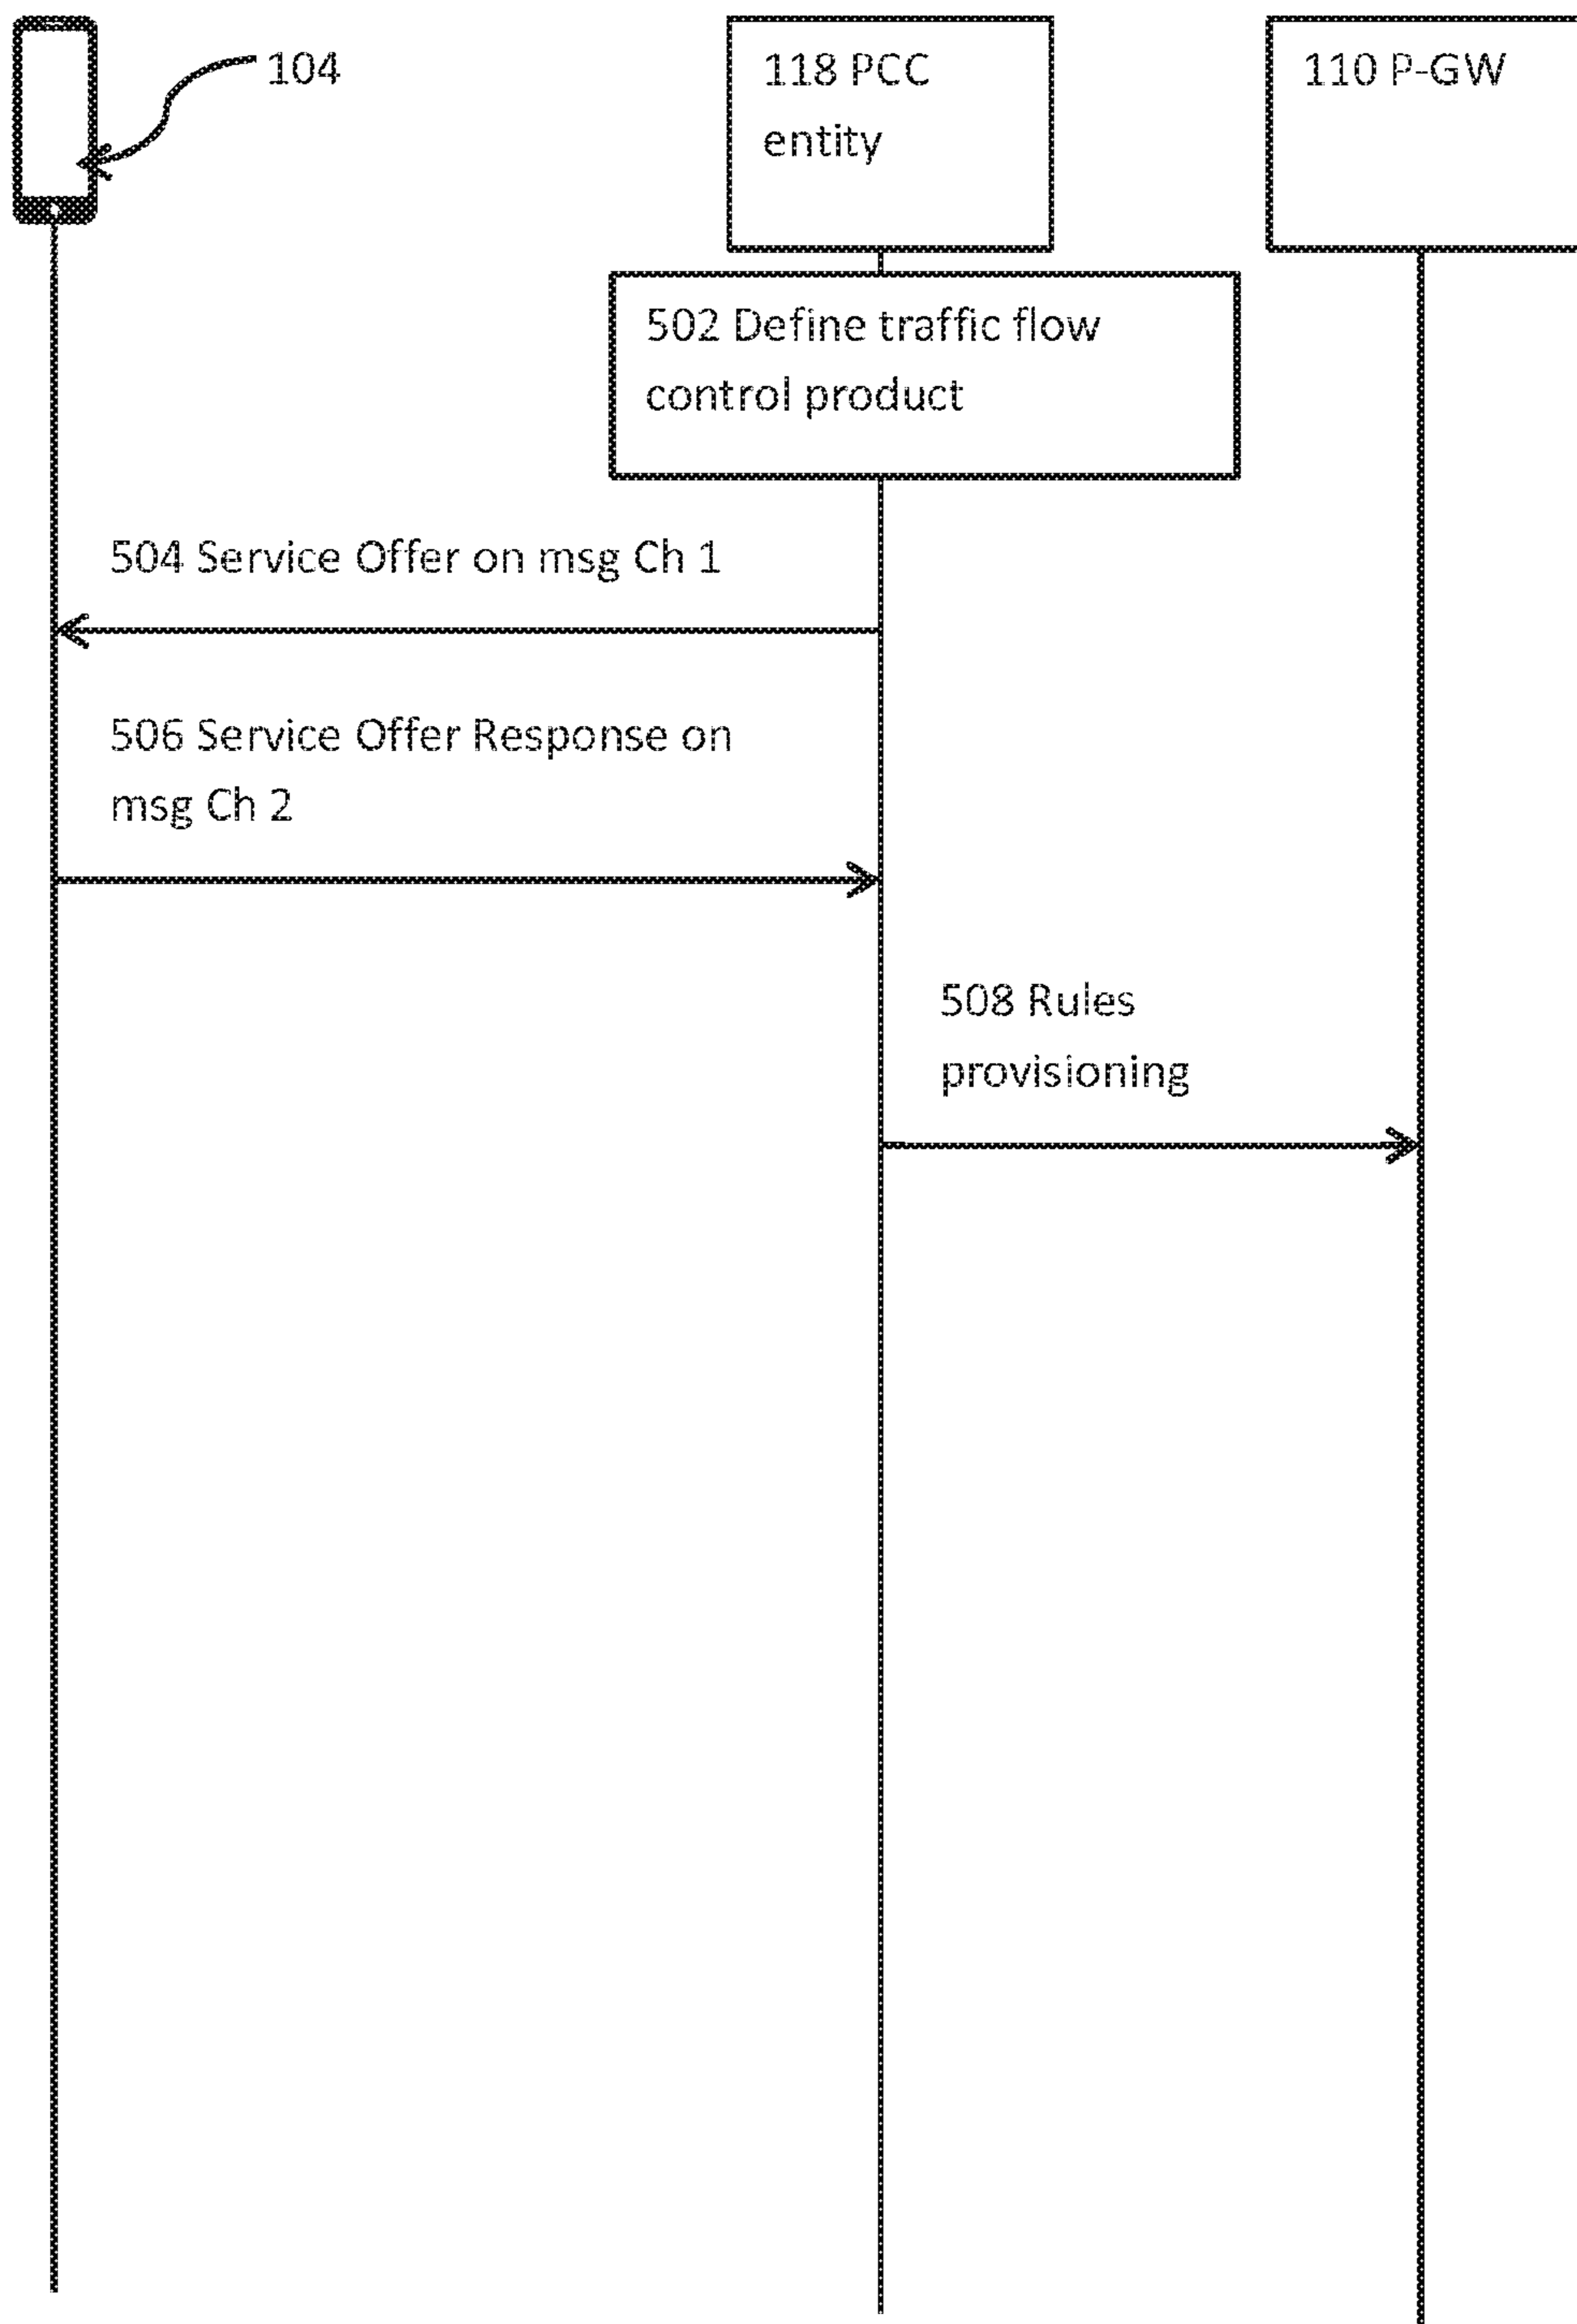 104
118 PCC
entity
110 P-GW
502 Define traffic flow
control product
504 Service Offer on msg Ch 1
506 Service Offer Response on
msg Ch 2
508 Rules
provisioning